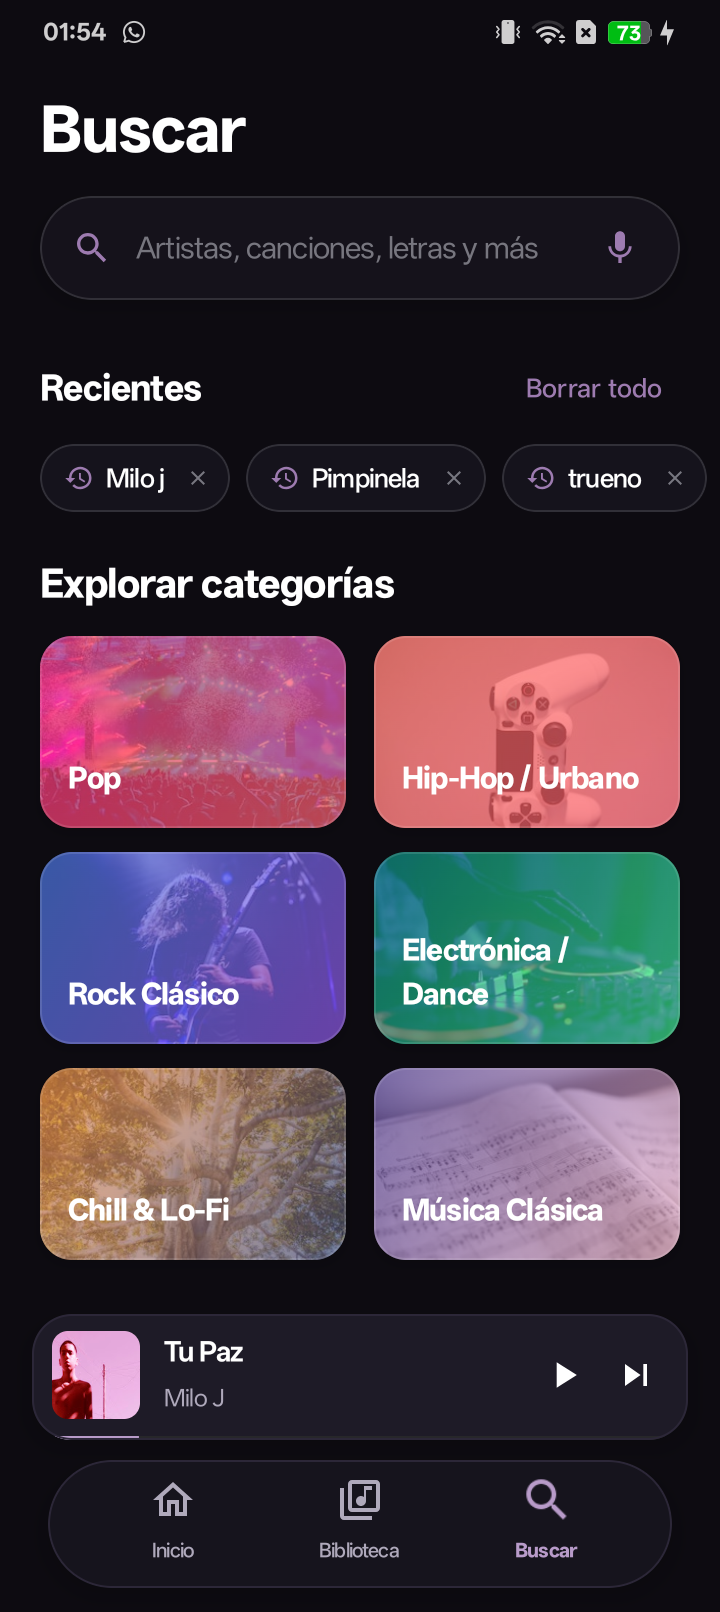 01:54
73
Buscar
Artistas, canciones, letras y más
Recientes
Borrar todo
Milo j
Pimpinela
trueno
Explorar categorías
Pop
Hip-Hop / Urbano
Rock Clásico
Electrónica /
Dance
Chill & Lo-Fi
Música Clásica
Tu Paz
Milo J
Inicio
Biblioteca
Buscar